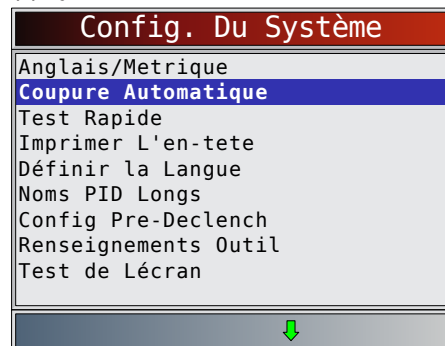 Config. Du Système
Anglais/Metrique
Coupure Automatique
Test Rapide
Imprimer L'en-tete
Définir la Langue
Noms PID Longs
Config Pre-Declench
Renseignements Outil
Test de Lécran